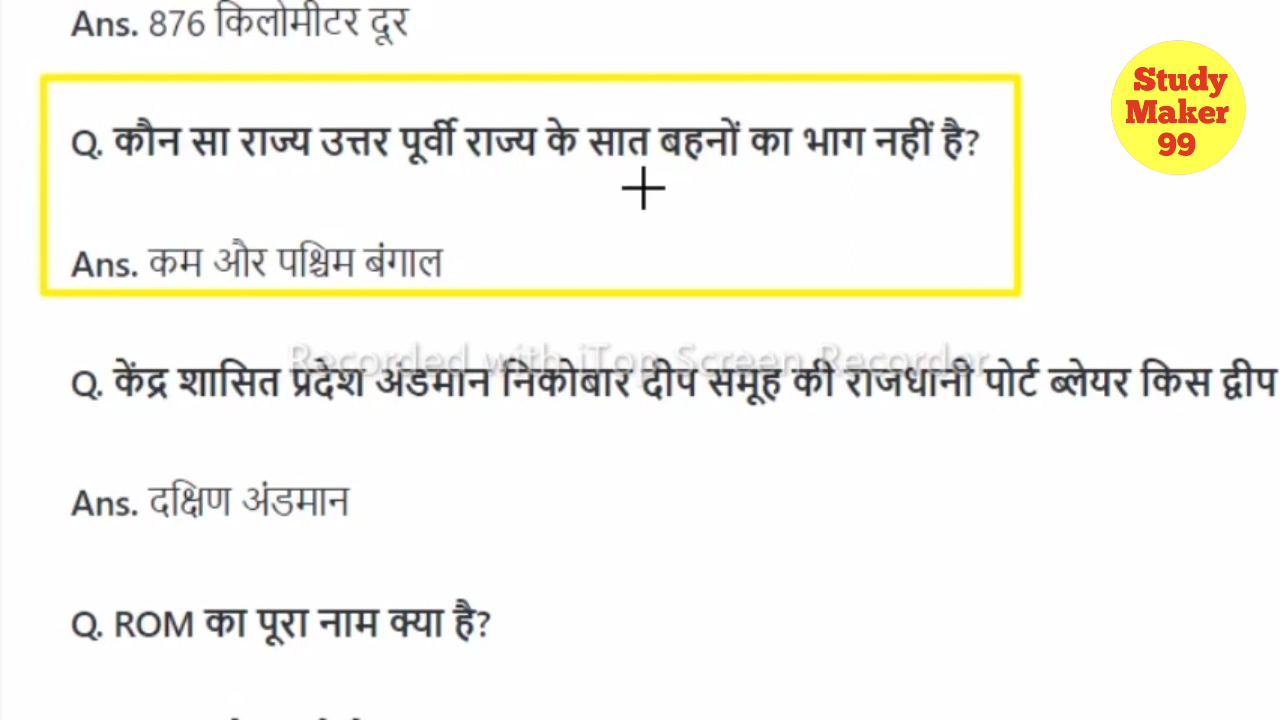 Ans. 876 किलोमीटर दूर
Study
Maker
99
Q. कौन सा राज्य उत्तर पूर्वी राज्य के सात बहनों का भाग नहीं है?
Ans. कम और पश्चिम बंगाल
Recorded with iTop Screen Recorder
Q. केंद्र शासित प्रदेश अंडमान निकोबार दीप समूह की राजधानी पोर्ट ब्लेयर किस द्वीप
Ans. दक्षिण अंडमान
Q. ROM का पूरा नाम क्या है?